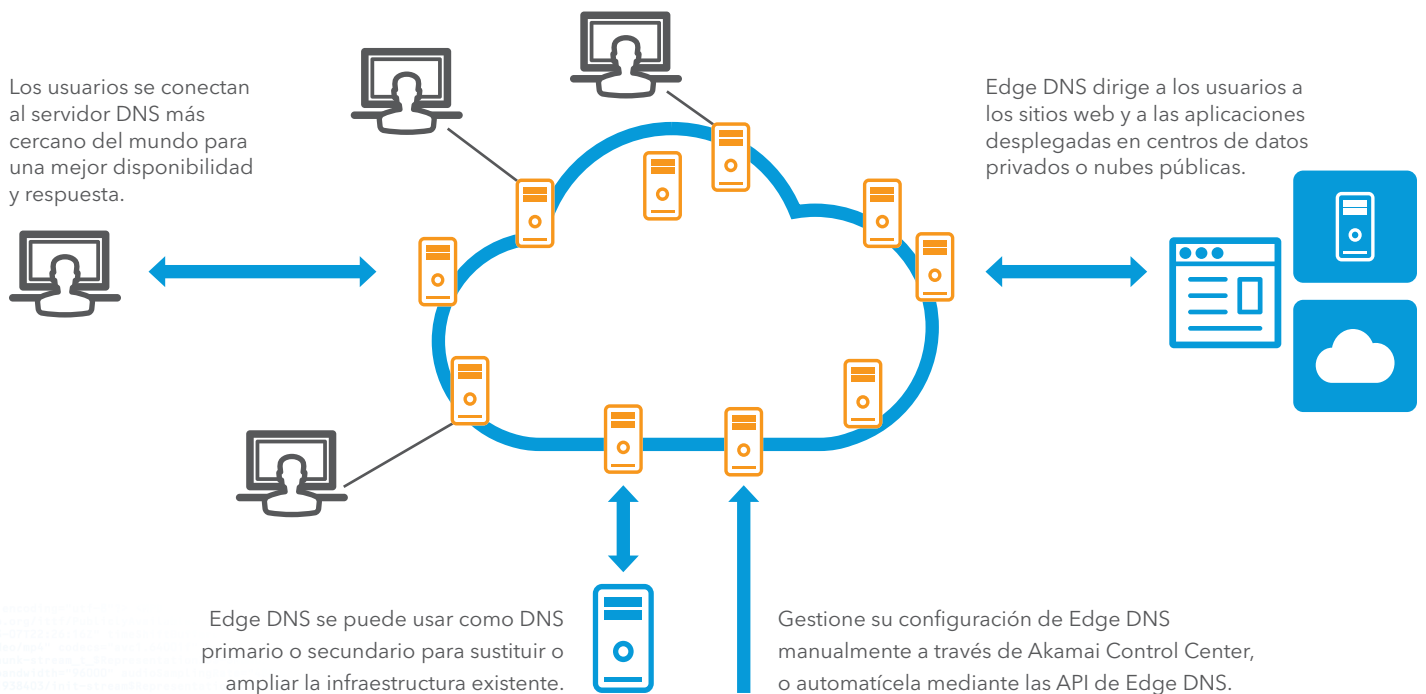 Los usuarios se conectan
al servidor DNS más
cercano del mundo para
una mejor disponibilidad
y respuesta.
Edge DNS dirige a los usuarios a
los sitios web y a las aplicaciones
desplegadas en centros de datos
privados o nubes públicas.
Edge DNS se puede usar como DNS
primario o secundario para sustituir o
ampliar la infraestructura existente.
Gestione su configuración de Edge DNS
manualmente a través de Akamai Control Center,
o automatícela mediante las API de Edge DNS.